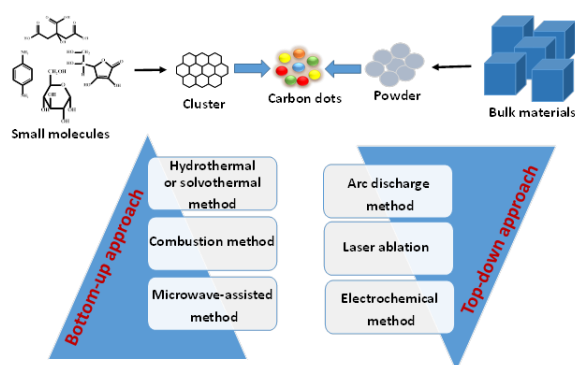 Small molecules
Cluster
Carbon dots
Powder
Bulk materials
Bottom-up approach
Hydrothermal
or solvothermal
method
Combustion method
Microwave-assisted
method
Arc discharge
method
Laser ablation
Electrochemical
method
Top-down approach